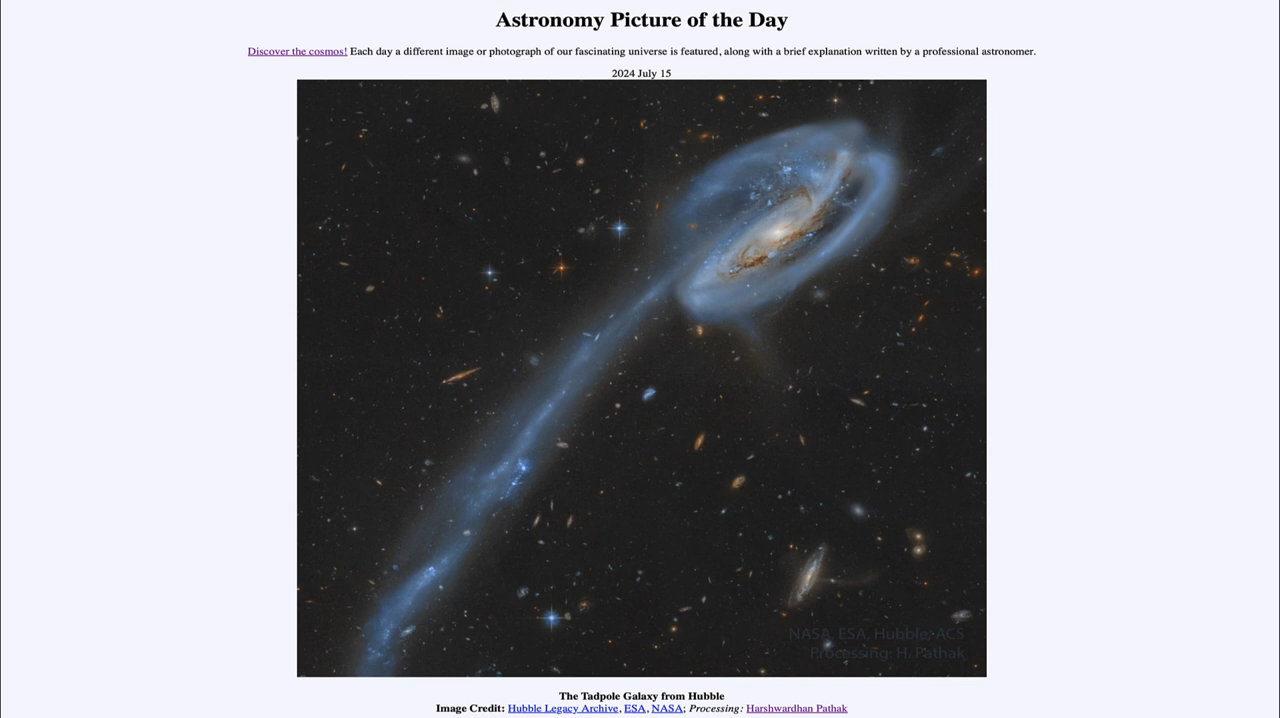 Astronomy Picture of the Day
Discover the cosmos! Each day a different image or photograph of our fascinating universe is featured, along with a brief explanation written by a professional astronomer.
2024 July 15
NASA, ESA, Hubble, ACS
Processing: H. Pathak
The Tadpole Galaxy from Hubble
Image Credit: Hubble Legacy Archive, ESA, NASA; Processing: Harshwardhan Pathak